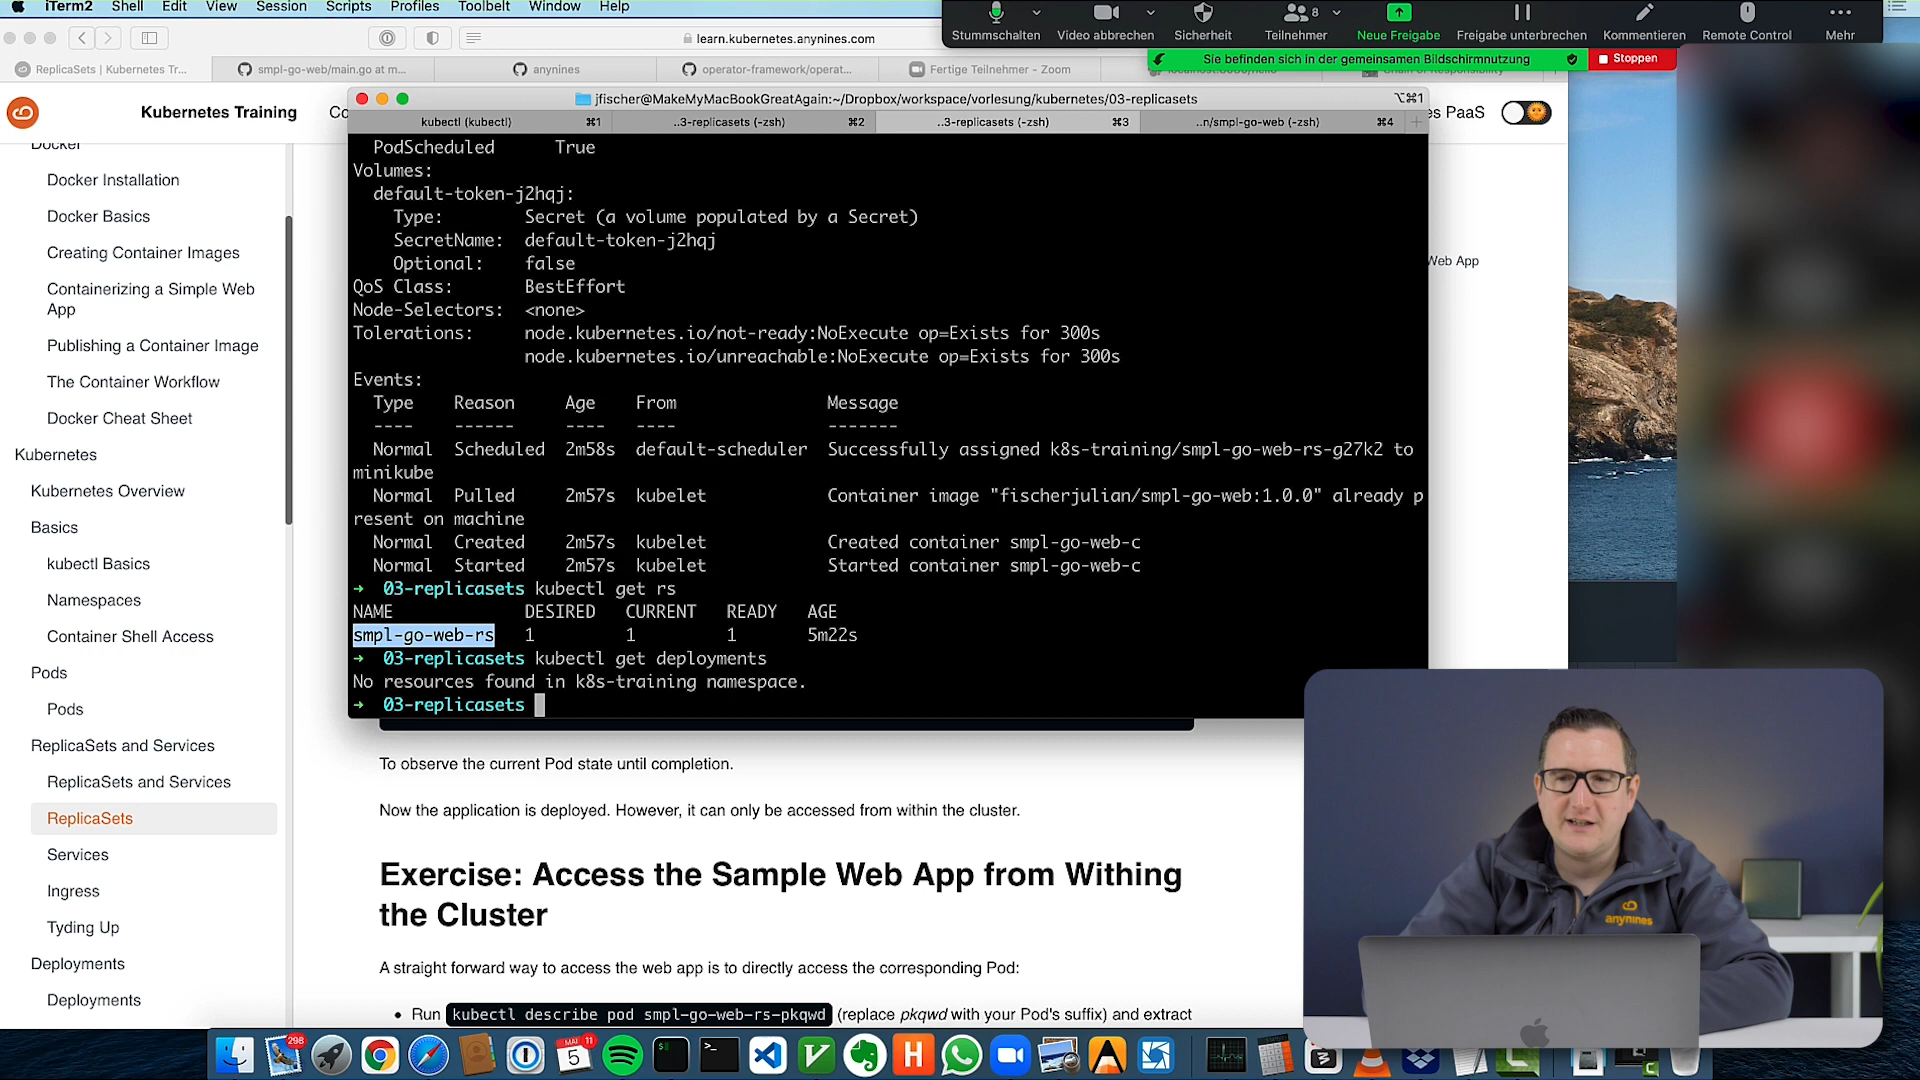 iTerm2 Shell Edit View Session Scripts Profiles Toolbelt Window Help
Stummschalten Video abbrechen Sicherheit 8 Teilnehmer Neue Freigabe Freigabe unterbrechen Kommentieren Remote Control Mehr
Sie befinden sich in der gemeinsamen Bildschirmnutzung Stoppen
learn.kubernetes.anynines.com
ReplicaSets | Kubernetes Tr... smpl-go-web/main.go at m... anynines operator-framework/operat... Fertige Teilnehmer - Zoom localhost:8070/hello Chain of Responsibility
Kubernetes Training Co
es PaaS
jfischer@MakeMyMacBookGreatAgain:~/Dropbox/workspace/vorlesung/kubernetes/03-replicasets ⌥⌘1
kubectl (kubectl) ⌘1 ..3-replicasets (-zsh) ⌘2 ..3-replicasets (-zsh) ⌘3 ..n/smpl-go-web (-zsh) ⌘4
PodScheduled True
Volumes:
default-token-j2hqj:
Type: Secret (a volume populated by a Secret)
SecretName: default-token-j2hqj
Optional: false
QoS Class: BestEffort
Node-Selectors: <none>
Tolerations: node.kubernetes.io/not-ready:NoExecute op=Exists for 300s
node.kubernetes.io/unreachable:NoExecute op=Exists for 300s
Events:
Type Reason Age From Message
---- ------ ---- ---- -------
Normal Scheduled 2m58s default-scheduler Successfully assigned k8s-training/smpl-go-web-rs-g27k2 to
minikube
Normal Pulled 2m57s kubelet Container image "fischerjulian/smpl-go-web:1.0.0" already p
resent on machine
Normal Created 2m57s kubelet Created container smpl-go-web-c
Normal Started 2m57s kubelet Started container smpl-go-web-c
→ 03-replicasets kubectl get rs
NAME DESIRED CURRENT READY AGE
smpl-go-web-rs 1 1 1 5m22s
→ 03-replicasets kubectl get deployments
No resources found in k8s-training namespace.
→ 03-replicasets
Docker
Docker Installation
Docker Basics
Creating Container Images
Containerizing a Simple Web
App
Publishing a Container Image
The Container Workflow
Docker Cheat Sheet
Kubernetes
Kubernetes Overview
Basics
kubectl Basics
Namespaces
Container Shell Access
Pods
Pods
ReplicaSets and Services
ReplicaSets and Services
ReplicaSets
Services
Ingress
Tyding Up
Deployments
Deployments
Web App
To observe the current Pod state until completion.
Now the application is deployed. However, it can only be accessed from within the cluster.
Exercise: Access the Sample Web App from Withing
the Cluster
A straight forward way to access the web app is to directly access the corresponding Pod:
• Run kubectl describe pod smpl-go-web-rs-pkqwd (replace pkqwd with your Pod's suffix) and extract
anynines
298
MAI
5
11